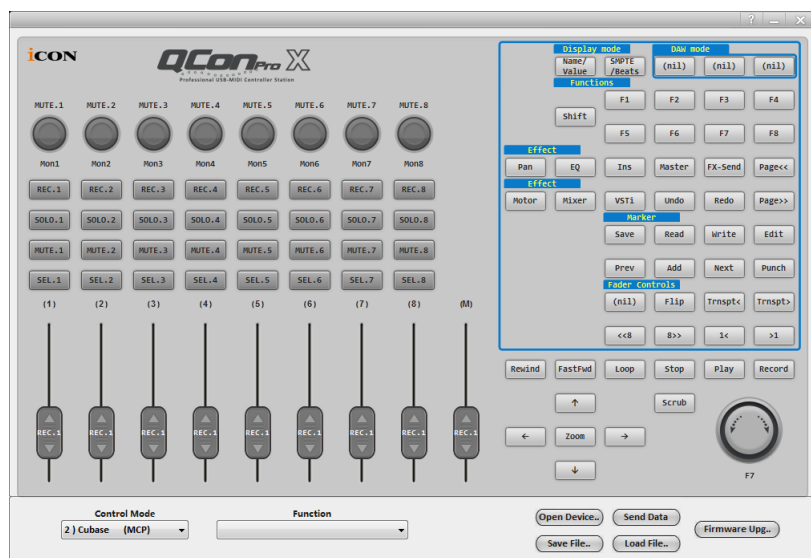 ? _ X
iCON
QCon Pro X
Professional USB-MIDI Controller Station
Display mode DAW mode
Name/Value SMPTE/Beats (nil) (nil) (nil)
Functions
Shift F1 F2 F3 F4
F5 F6 F7 F8
Effect
Pan EQ Ins Master FX-Send Page<<
Effect
Motor Mixer VSTi Undo Redo Page>>
Marker
Save Read Write Edit
Prev Add Next Punch
Fader Controls
(nil) Flip Trnspt< Trnspt>
<<8 8>> 1< >1
MUTE.1 MUTE.2 MUTE.3 MUTE.4 MUTE.5 MUTE.6 MUTE.7 MUTE.8
Mon1 Mon2 Mon3 Mon4 Mon5 Mon6 Mon7 Mon8
REC.1 REC.2 REC.3 REC.4 REC.5 REC.6 REC.7 REC.8
SOLO.1 SOLO.2 SOLO.3 SOLO.4 SOLO.5 SOLO.6 SOLO.7 SOLO.8
MUTE.1 MUTE.2 MUTE.3 MUTE.4 MUTE.5 MUTE.6 MUTE.7 MUTE.8
SEL.1 SEL.2 SEL.3 SEL.4 SEL.5 SEL.6 SEL.7 SEL.8
(1) (2) (3) (4) (5) (6) (7) (8) (M)
REC.1 REC.1 REC.1 REC.1 REC.1 REC.1 REC.1 REC.1 REC.1
Rewind FastFwd Loop Stop Play Record
↑ Scrub
← Zoom →
↓
F7
Control Mode Function
2 ) Cubase (MCP)
Open Device.. Send Data
Firmware Upg..
Save File.. Load File..